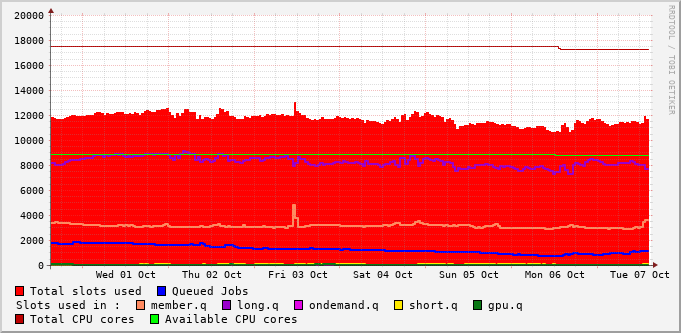 20000
18000
16000
14000
12000
10000
8000
6000
4000
2000
0
Wed 01 Oct Thu 02 Oct Fri 03 Oct Sat 04 Oct Sun 05 Oct Mon 06 Oct Tue 07 Oct
Total slots used Queued Jobs
Slots used in : member.q long.q ondemand.q short.q gpu.q
Total CPU cores Available CPU cores
RRDTOOL / TOBI OETIKER